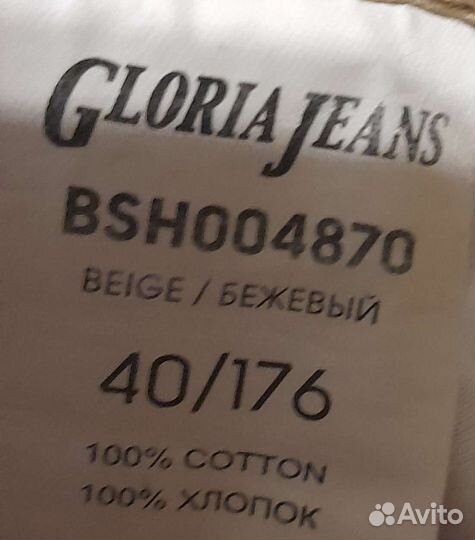 GLORIA JEANS
BSH004870
BEIGE / БЕЖЕВЫЙ
40/176
100% COTTON
100% ХЛОПОК
Avito